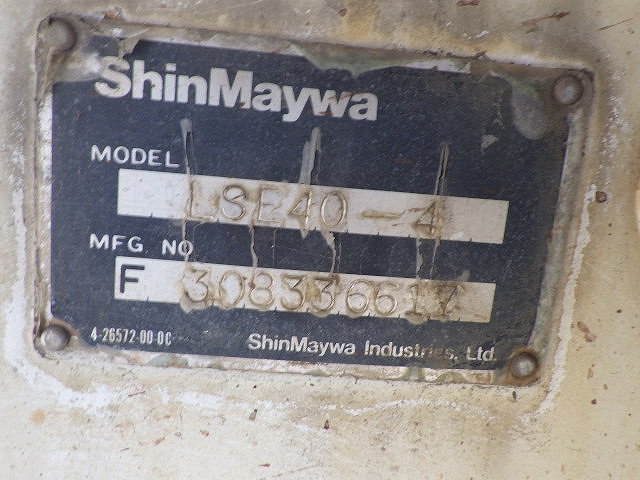 ShinMaywa
MODEL
LSE40-4
MFG. NO
F 308336617
4-26572-00-0C
ShinMaywa Industries, Ltd.